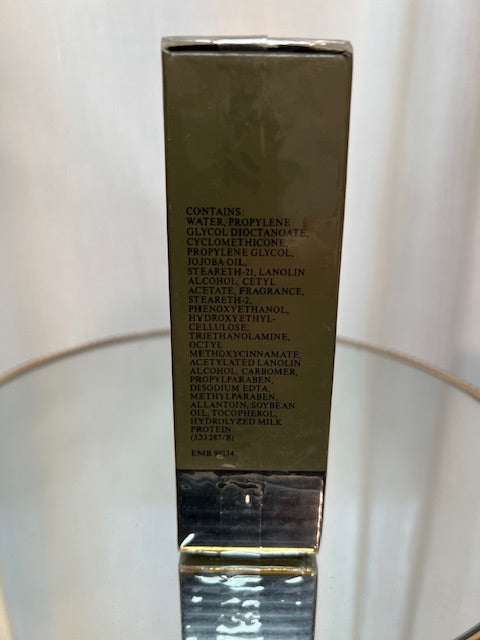 CONTAINS:
WATER, PROPYLENE
GLYCOL DIOCTANOATE,
CYCLOMETHICONE,
PROPYLENE GLYCOL,
JOJOBA OIL,
STEARETH-21, LANOLIN
ALCOHOL, CETYL
ACETATE, FRAGRANCE,
STEARETH-2,
PHENOXYETHANOL,
HYDROXYETHYL-
CELLULOSE,
TRIETHANOLAMINE,
OCTYL
METHOXYCINNAMATE,
ACETYLATED LANOLIN
ALCOHOL, CARBOMER,
PROPYLPARABEN,
DISODIUM EDTA,
METHYLPARABEN,
ALLANTOIN, SOYBEAN
OIL, TOCOPHEROL,
HYDROLYZED MILK
PROTEIN
(533287/B)
EMB 99134